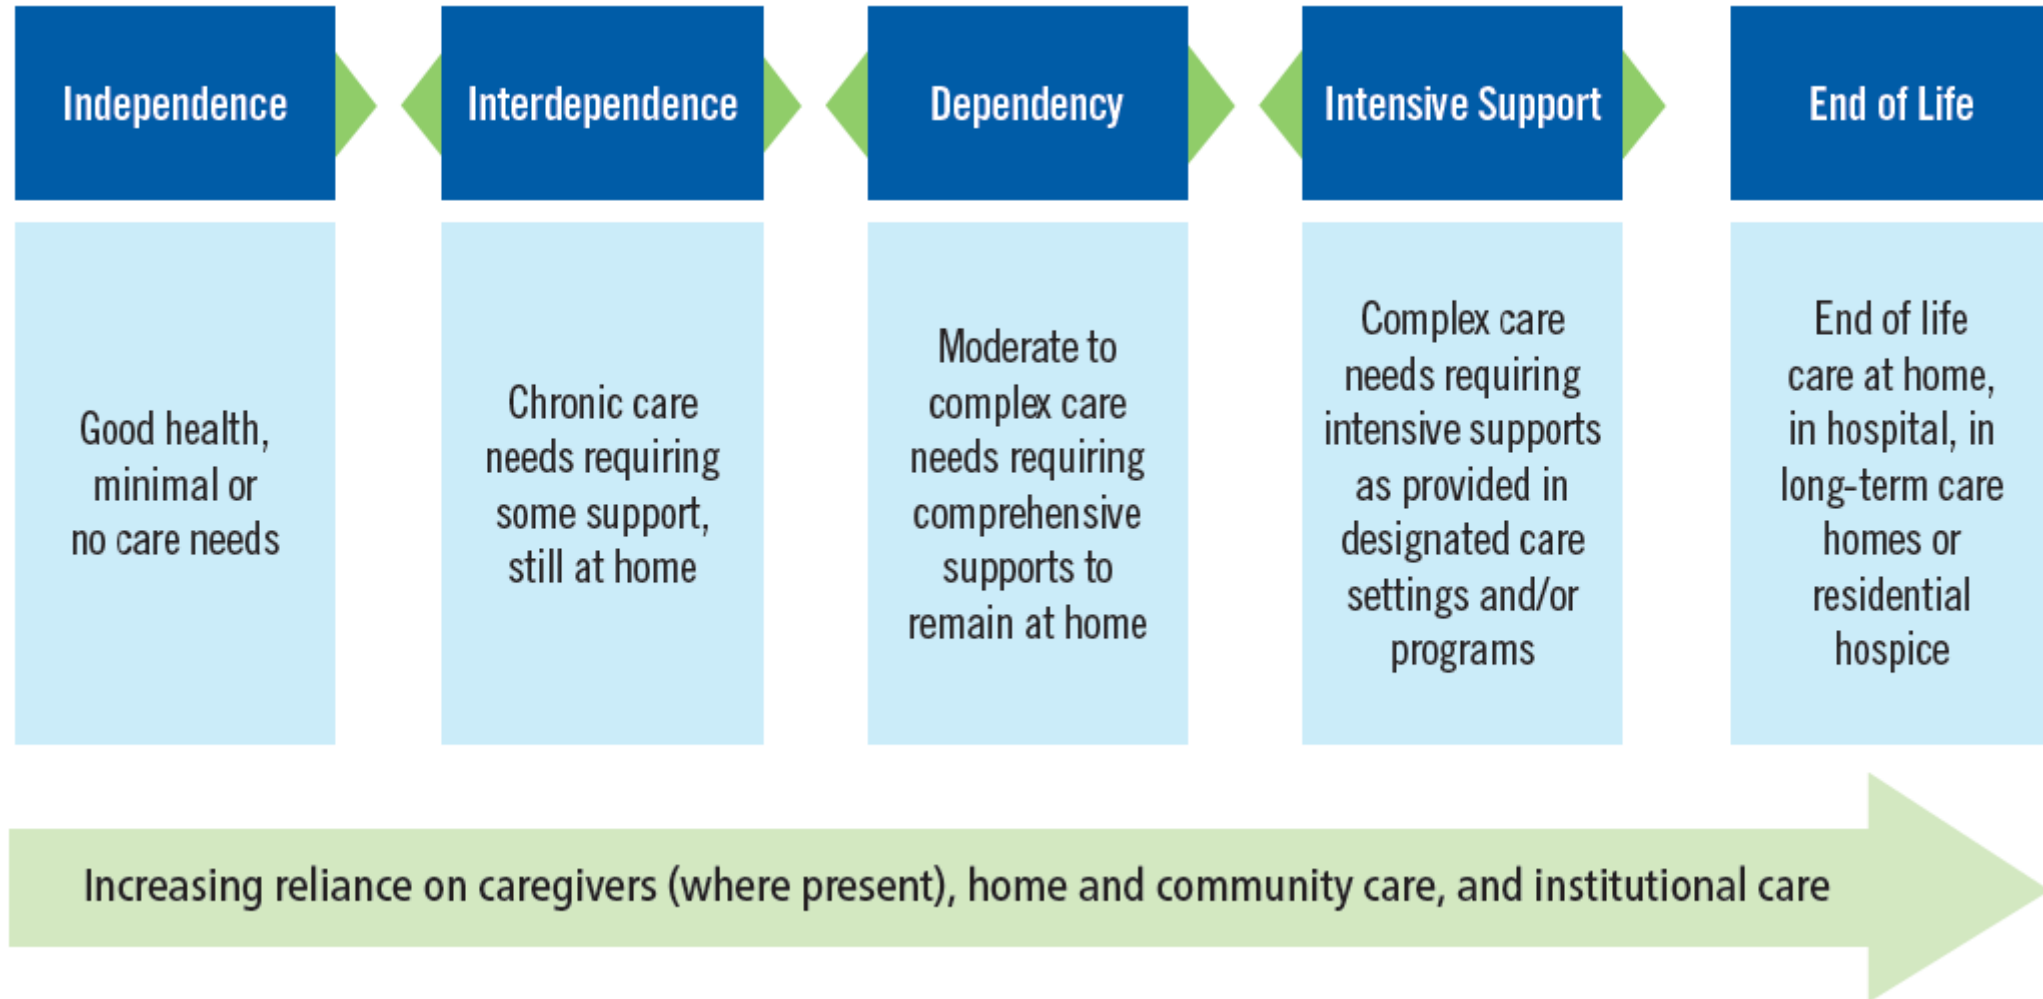 Independence
Interdependence
Dependency
Intensive Support
End of Life
Good health,
minimal or
no care needs
Chronic care
needs requiring
some support,
still at home
Moderate to
complex care
needs requiring
comprehensive
supports to
remain at home
Complex care
needs requiring
intensive supports
as provided in
designated care
settings and/or
programs
End of life
care at home,
in hospital, in
long-term care
homes or
residential
hospice
Increasing reliance on caregivers (where present), home and community care, and institutional care